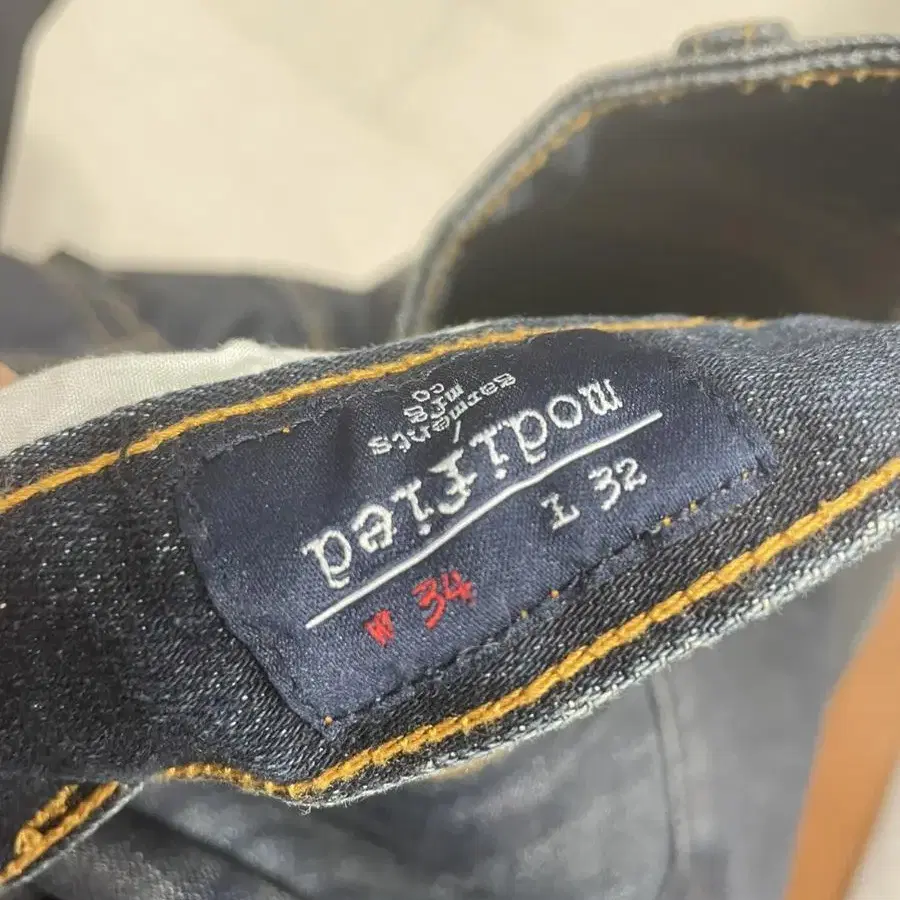 modified
garments
mfg
co
W 34 L 32